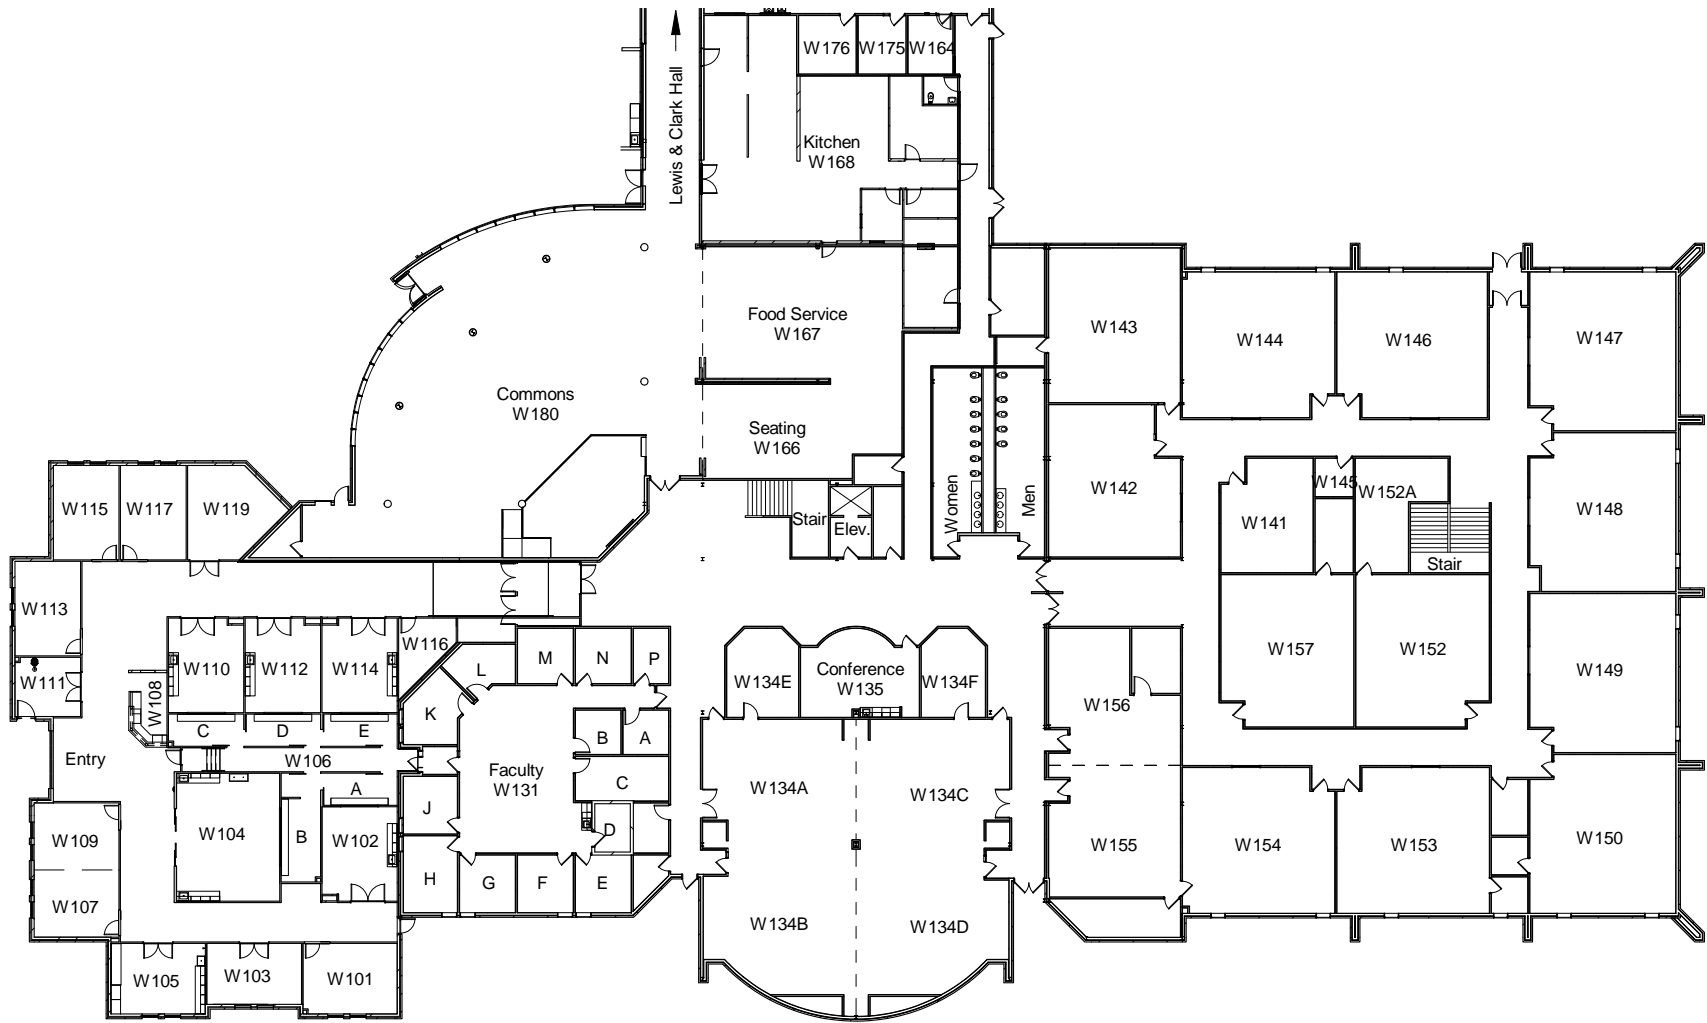 Lewis & Clark Hall
W176
W175
W164
Kitchen
W168
Food Service
W167
W143
W144
W146
W147
Commons
W180
Seating
W166
W115
W117
W119
Stair
Elev.
Women
Men
W142
W141
W145
W152A
Stair
W148
W113
W111
W108
W110
W112
W114
W116
L
M
N
P
K
W134E
Conference
W135
W134F
W156
W157
W152
W149
C
D
E
Entry
W106
A
B
Faculty
W131
B
A
C
D
J
H
G
F
E
W134A
W134C
W109
W107
W104
W102
W155
W154
W153
W150
W134B
W134D
W105
W103
W101